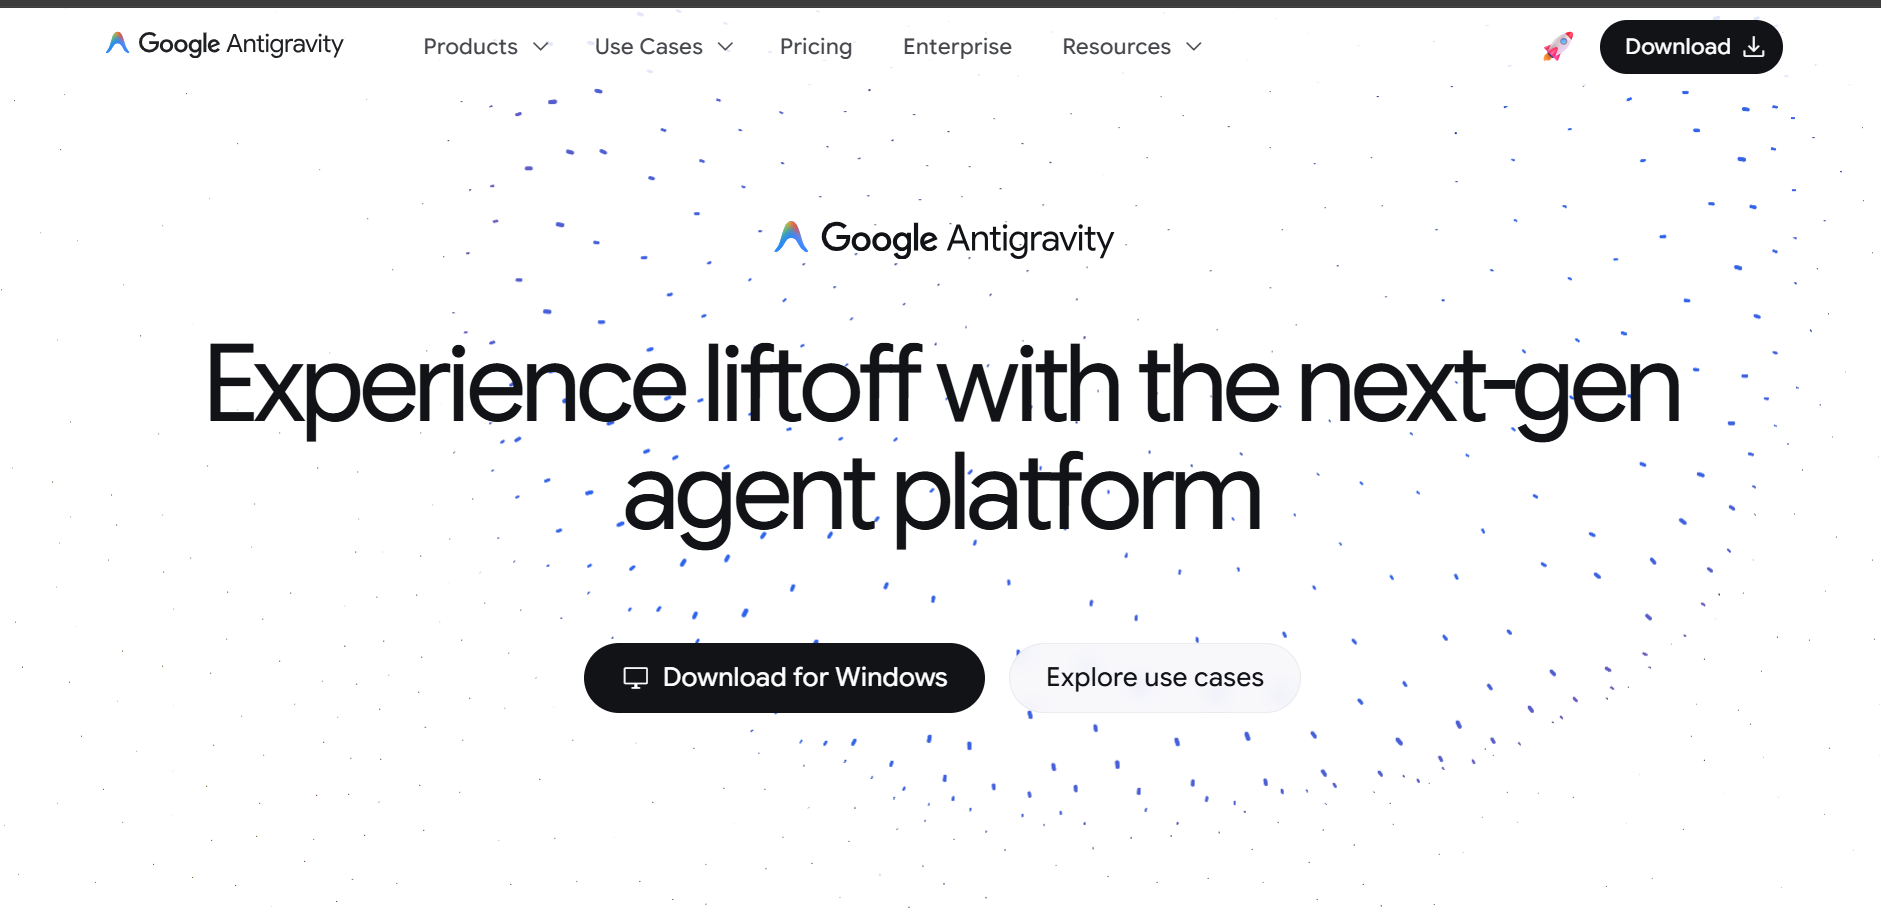 Google Antigravity
Products
Use Cases
Pricing
Enterprise
Resources
Download
Google Antigravity
Experience liftoff with the next-gen
agent platform
Download for Windows
Explore use cases